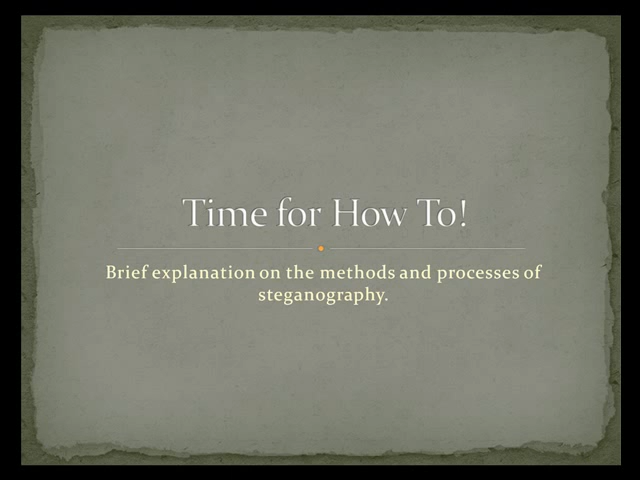 Time for How To!
Brief explanation on the methods and processes of
steganography.